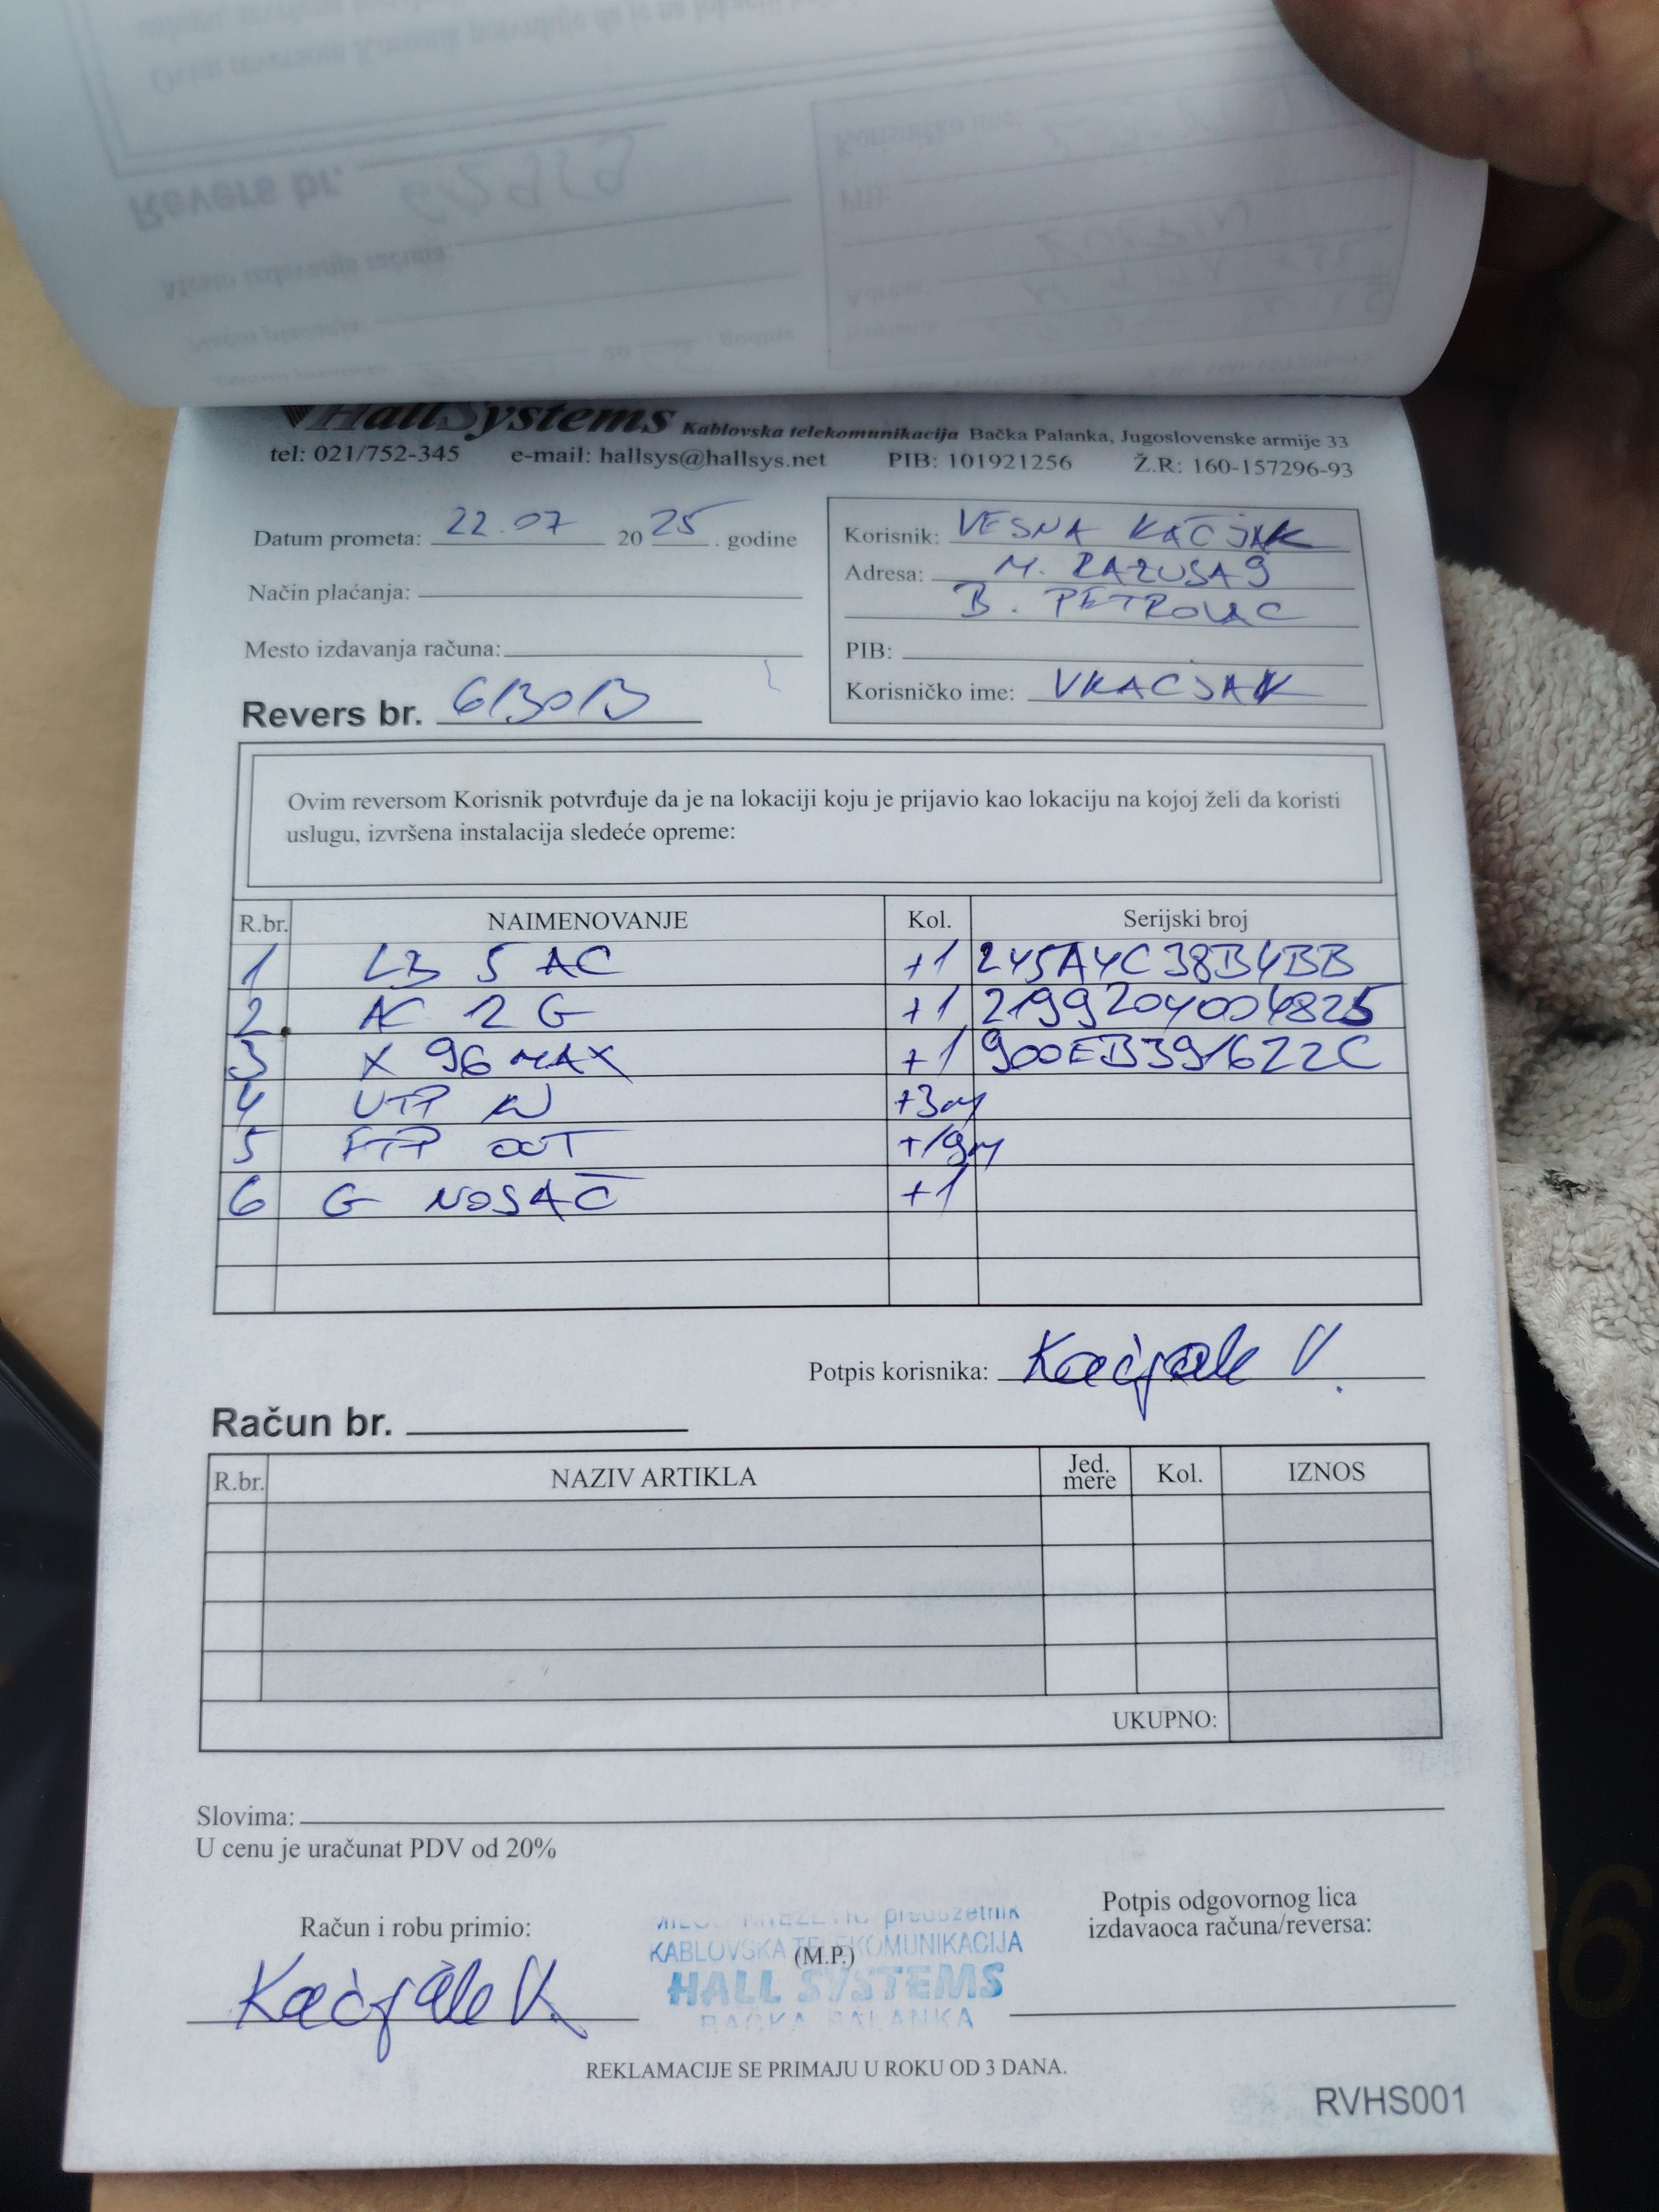 HallSystems Kablovska telekomunikacija Bačka Palanka, Jugoslovenske armije 33
tel: 021/752-345 e-mail: hallsys@hallsys.net PIB: 101921256 Ž.R: 160-157296-93
Datum prometa: 22.07 2025. godine
Način plaćanja:
Mesto izdavanja računa:
Revers br. 613013
Korisnik: VESNA KAČJAK
Adresa: M. RAZUSA 9
B. PETROVAC
PIB:
Korisničko ime: VKACJAK
Ovim reversom Korisnik potvrđuje da je na lokaciji koju je prijavio kao lokaciju na kojoj želi da koristi
uslugu, izvršena instalacija sledeće opreme:
R.br. NAIMENOVANJE Kol. Serijski broj
1 LB 5 AC +1 245A4C38B4BB
2 AC 12 G +1 2199204004825
3 X 96 MAX +1 900EB391622C
4 UTP IN +3m
5 FTP OUT +19m
6 G NOSAČ +1
Potpis korisnika: Kačjak V.
Račun br.
R.br. NAZIV ARTIKLA Jed. mere Kol. IZNOS
UKUPNO:
Slovima:
U cenu je uračunat PDV od 20%
Račun i robu primio:
Kačjak V.
preduzetnik
KABLOVSKA TELEKOMUNIKACIJA
(M.P.)
HALL SYSTEMS
BAČKA PALANKA
Potpis odgovornog lica
izdavaoca računa/reversa:
REKLAMACIJE SE PRIMAJU U ROKU OD 3 DANA.
RVHS001